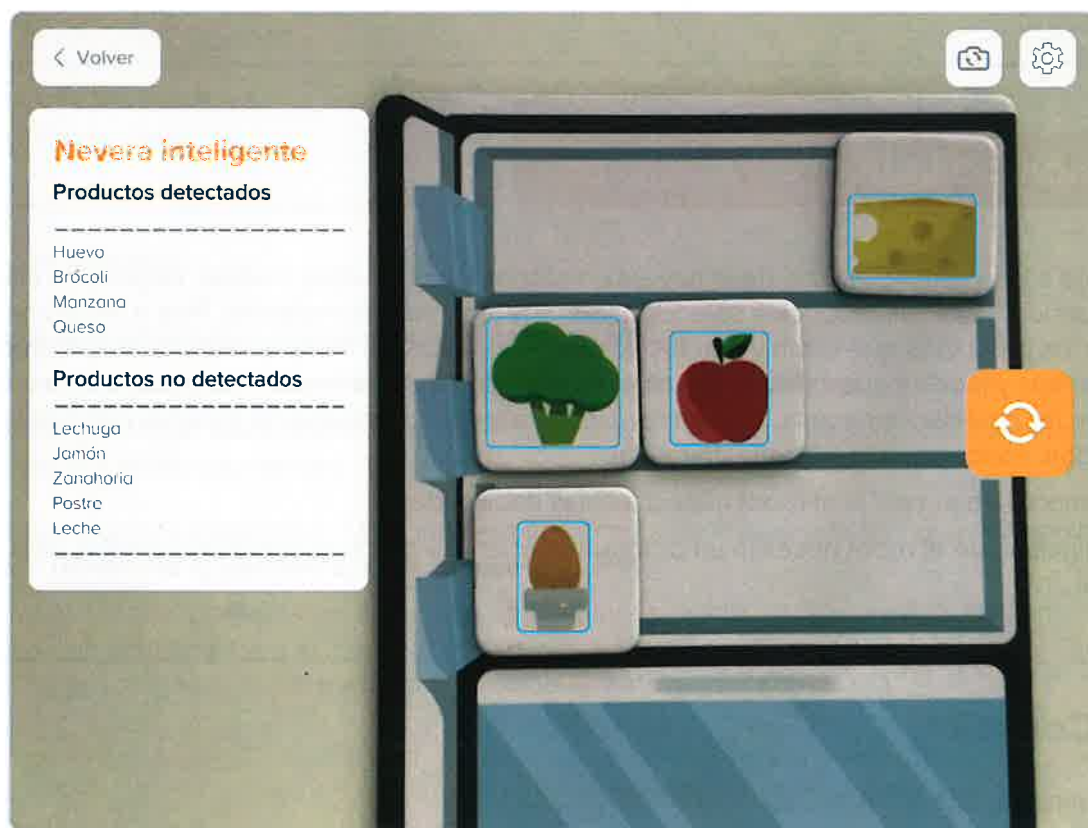 Volver
Nevera inteligente
Productos detectados
Huevo
Brócoli
Manzana
Queso
Productos no detectados
Lechuga
Jamón
Zanahoria
Postre
Leche